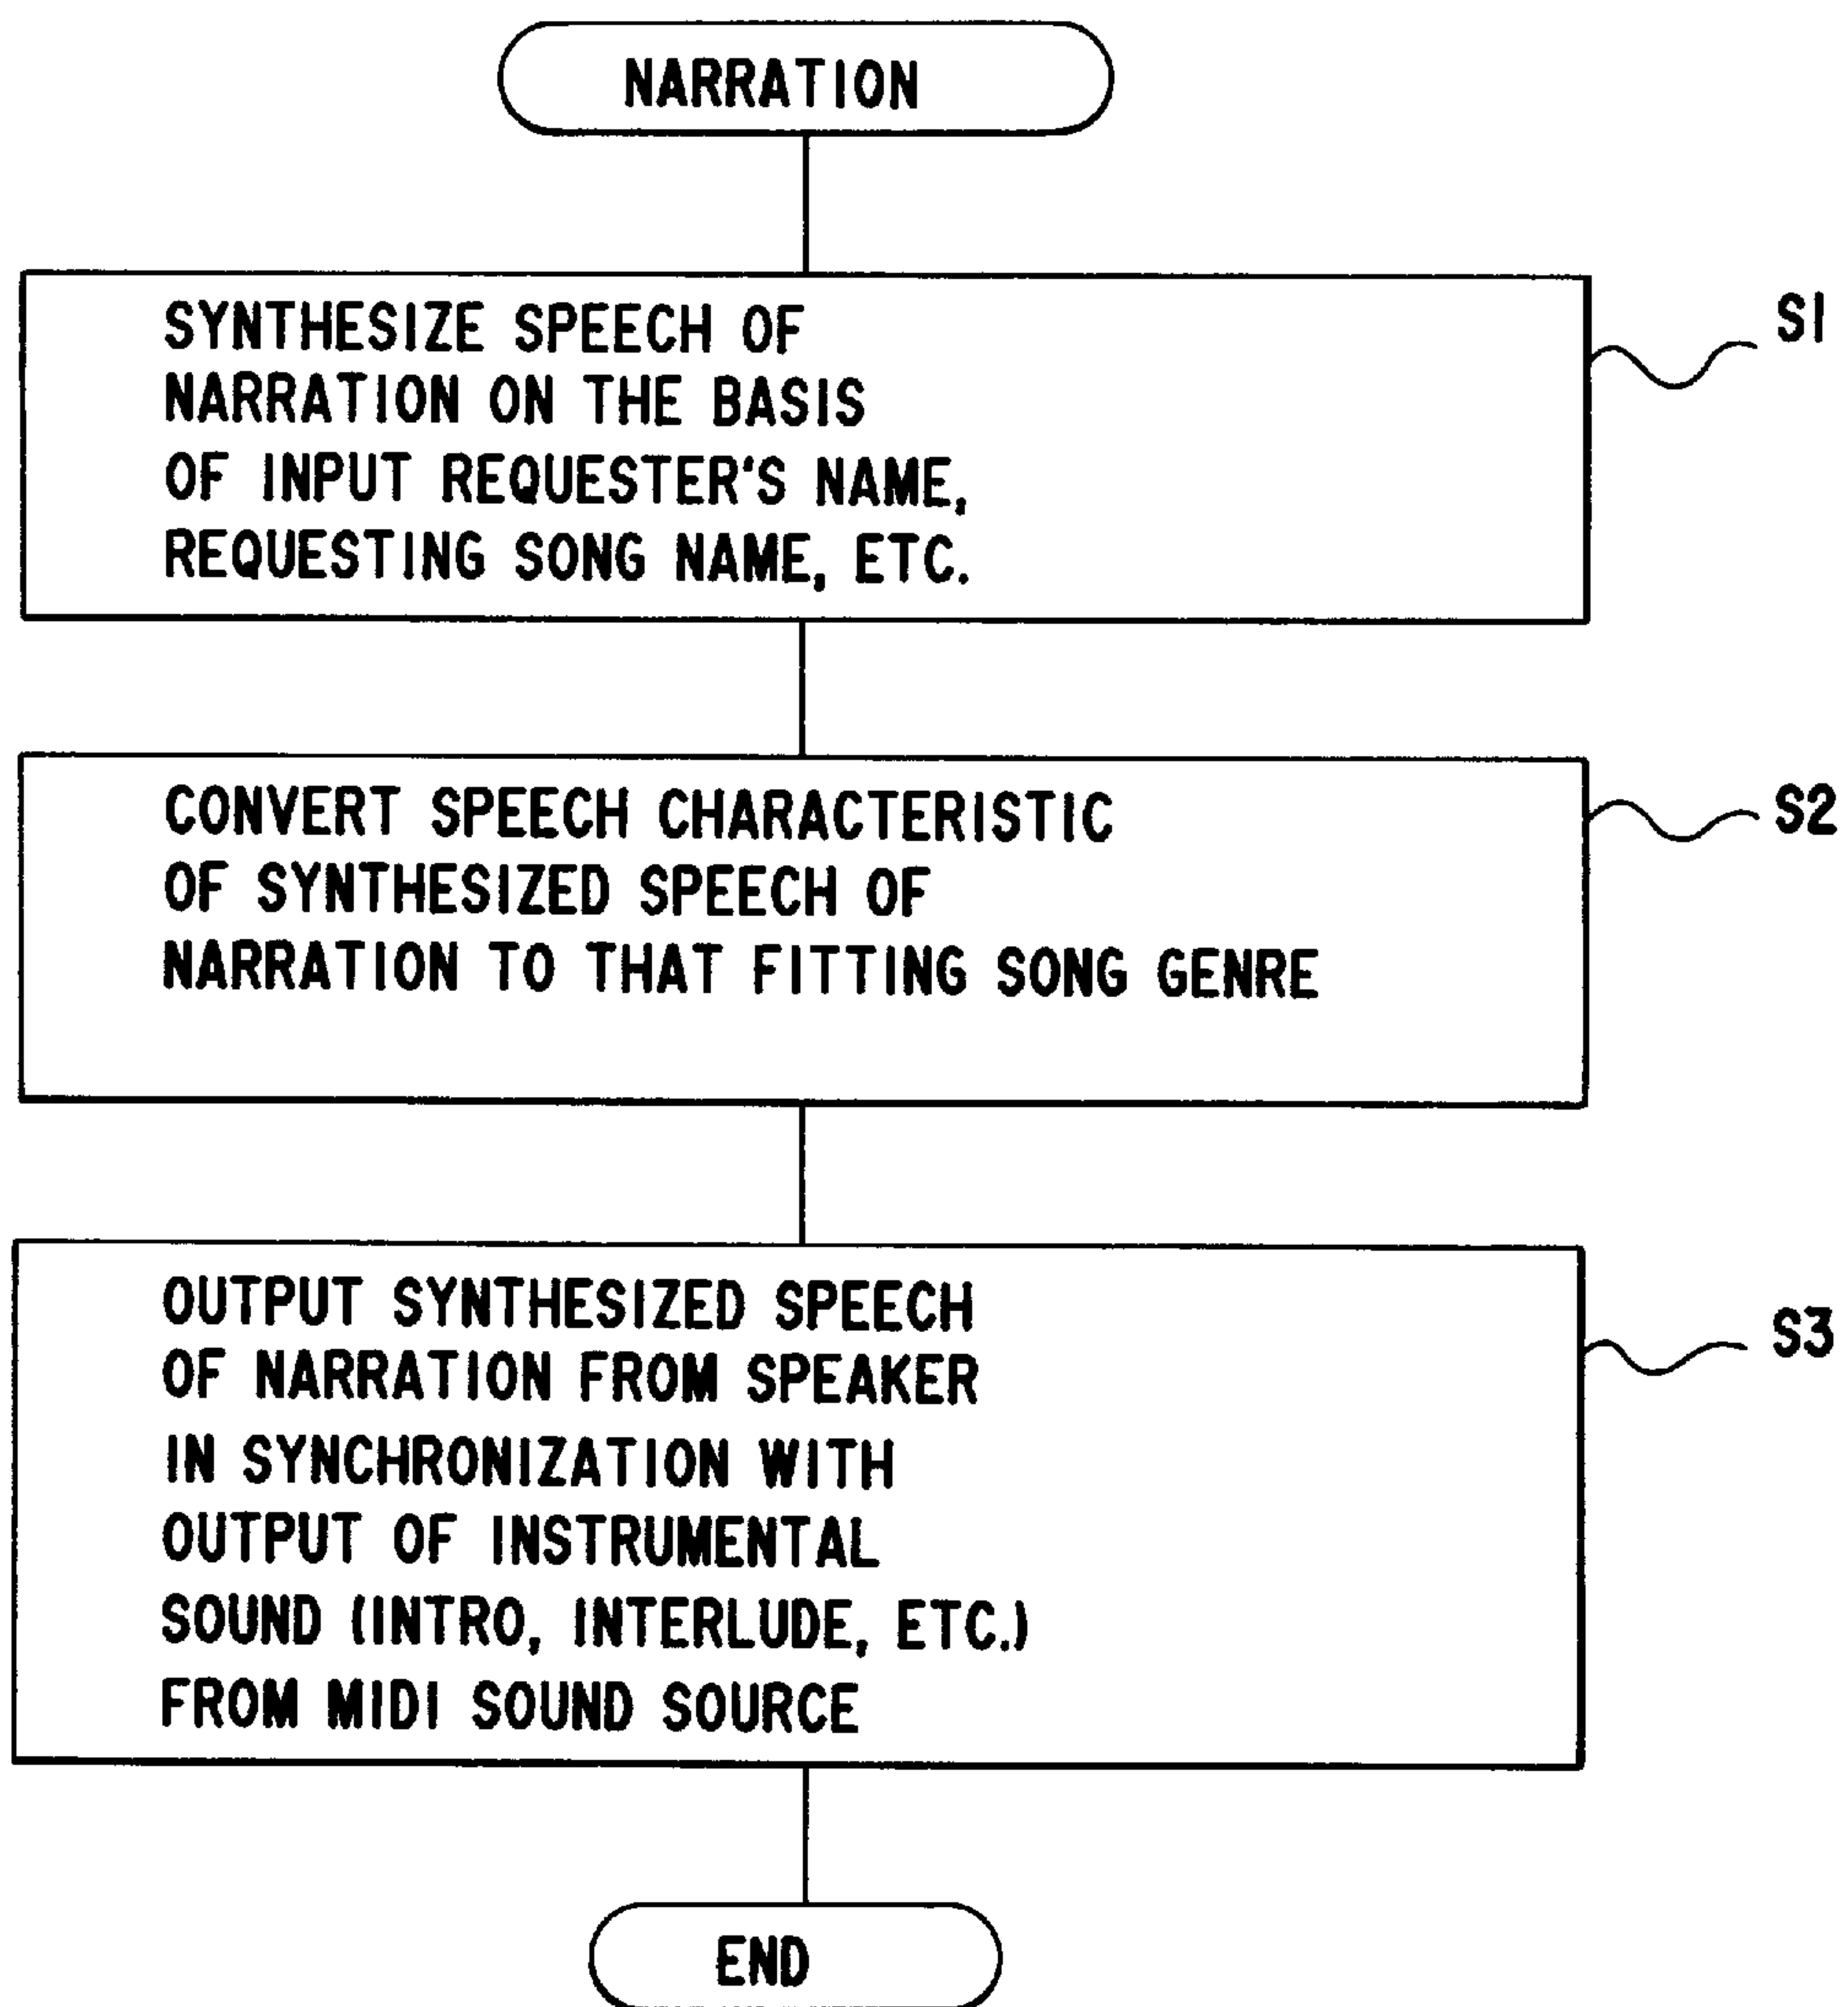 NARRATION
SYNTHESIZE SPEECH OF
NARRATION ON THE BASIS
OF INPUT REQUESTER'S NAME,
REQUESTING SONG NAME, ETC.
S1
CONVERT SPEECH CHARACTERISTIC
OF SYNTHESIZED SPEECH OF
NARRATION TO THAT FITTING SONG GENRE
S2
OUTPUT SYNTHESIZED SPEECH
OF NARRATION FROM SPEAKER
IN SYNCHRONIZATION WITH
OUTPUT OF INSTRUMENTAL
SOUND (INTRO, INTERLUDE, ETC.)
FROM MIDI SOUND SOURCE
S3
END